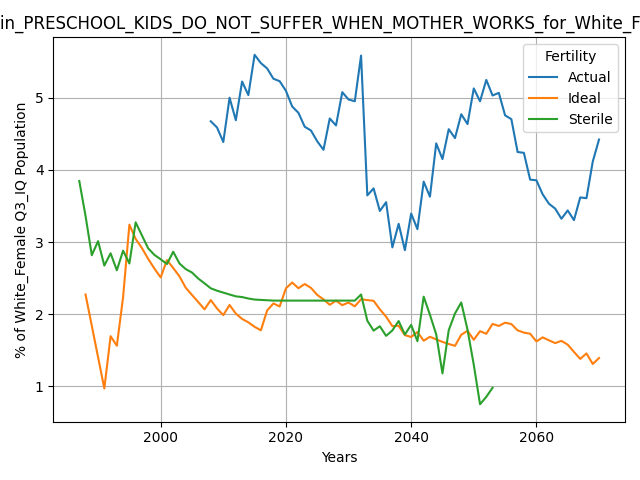 in_PRESCHOOL_KIDS_DO_NOT_SUFFER_WHEN_MOTHER_WORKS_for_White_F
Fertility
Actual
Ideal
Sterile
% of White_Female Q3_IQ Population
5
4
3
2
1
2000 2020 2040 2060
Years